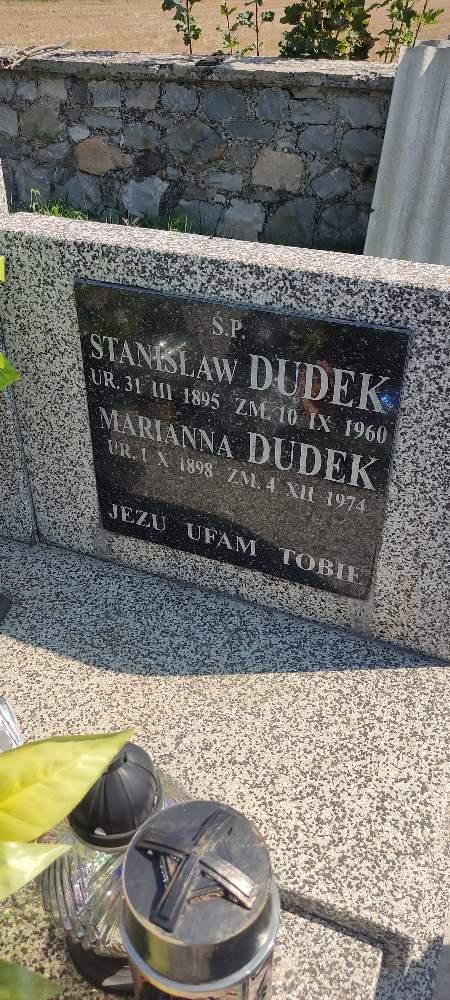 Ś.P.
STANISŁAW DUDEK
UR. 31 III 1895 ZM. 10 IX 1960
MARIANNA DUDEK
UR. 1 X 1898 ZM. 4 XII 1974
JEZU UFAM TOBIE